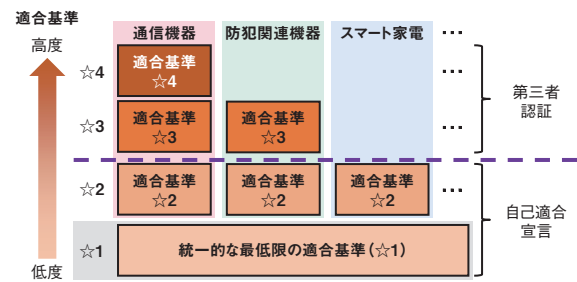 適合基準
高度
低度
通信機器
防犯関連機器
スマート家電
…
☆4
適合基準
☆4
…
☆3
適合基準
☆3
適合基準
☆3
…
第三者
認証
☆2
適合基準
☆2
適合基準
☆2
適合基準
☆2
…
☆1
統一的な最低限の適合基準(☆1)
自己適合
宣言